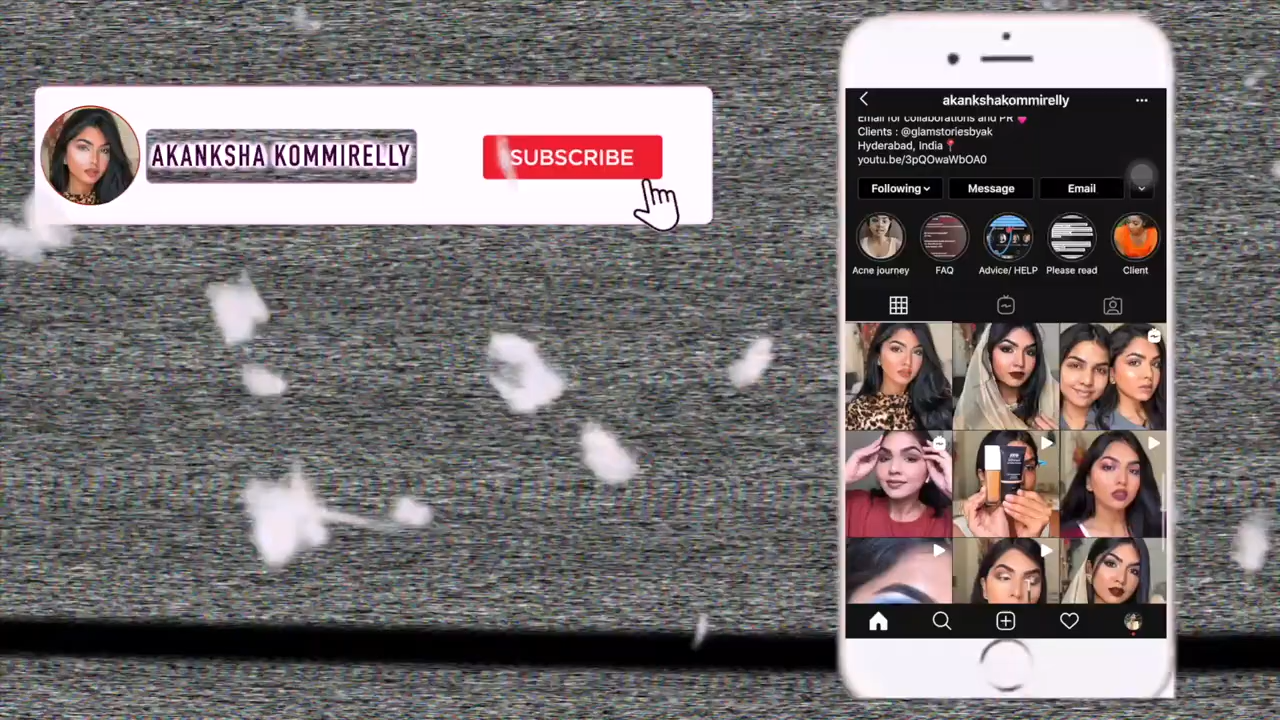 AKANKSHA KOMMIRELLY
SUBSCRIBE
akankshakommirelly
Email for collaborations and PR
Clients : @glamstoriesbyak
Hyderabad, India
youtu.be/3pQOwaWbOA0
Following
Message
Email
Acne journey
FAQ
Advice/ HELP
Please read
Client